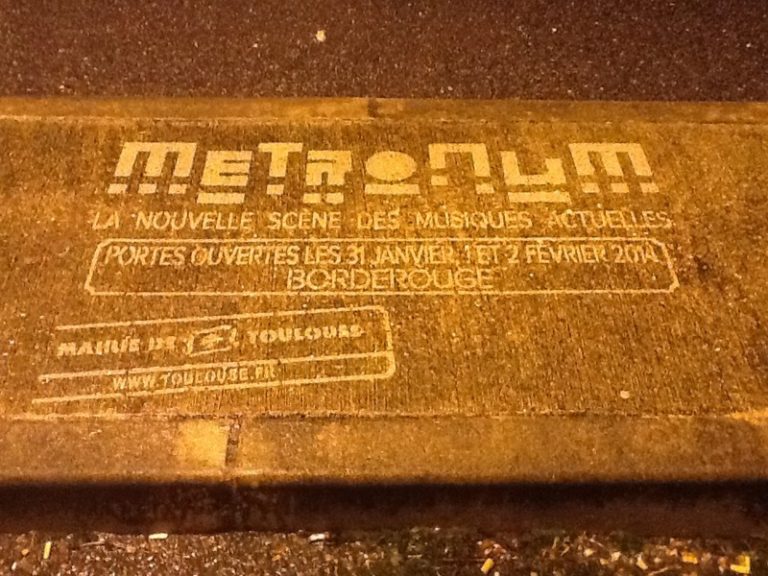 METRONUM
LA NOUVELLE SCÈNE DES MUSIQUES ACTUELLES
PORTES OUVERTES LES 31 JANVIER, 1 ET 2 FÉVRIER 2014
BORDEROUGE
MAIRIE DE TOULOUSE
WWW.TOULOUSE.FR